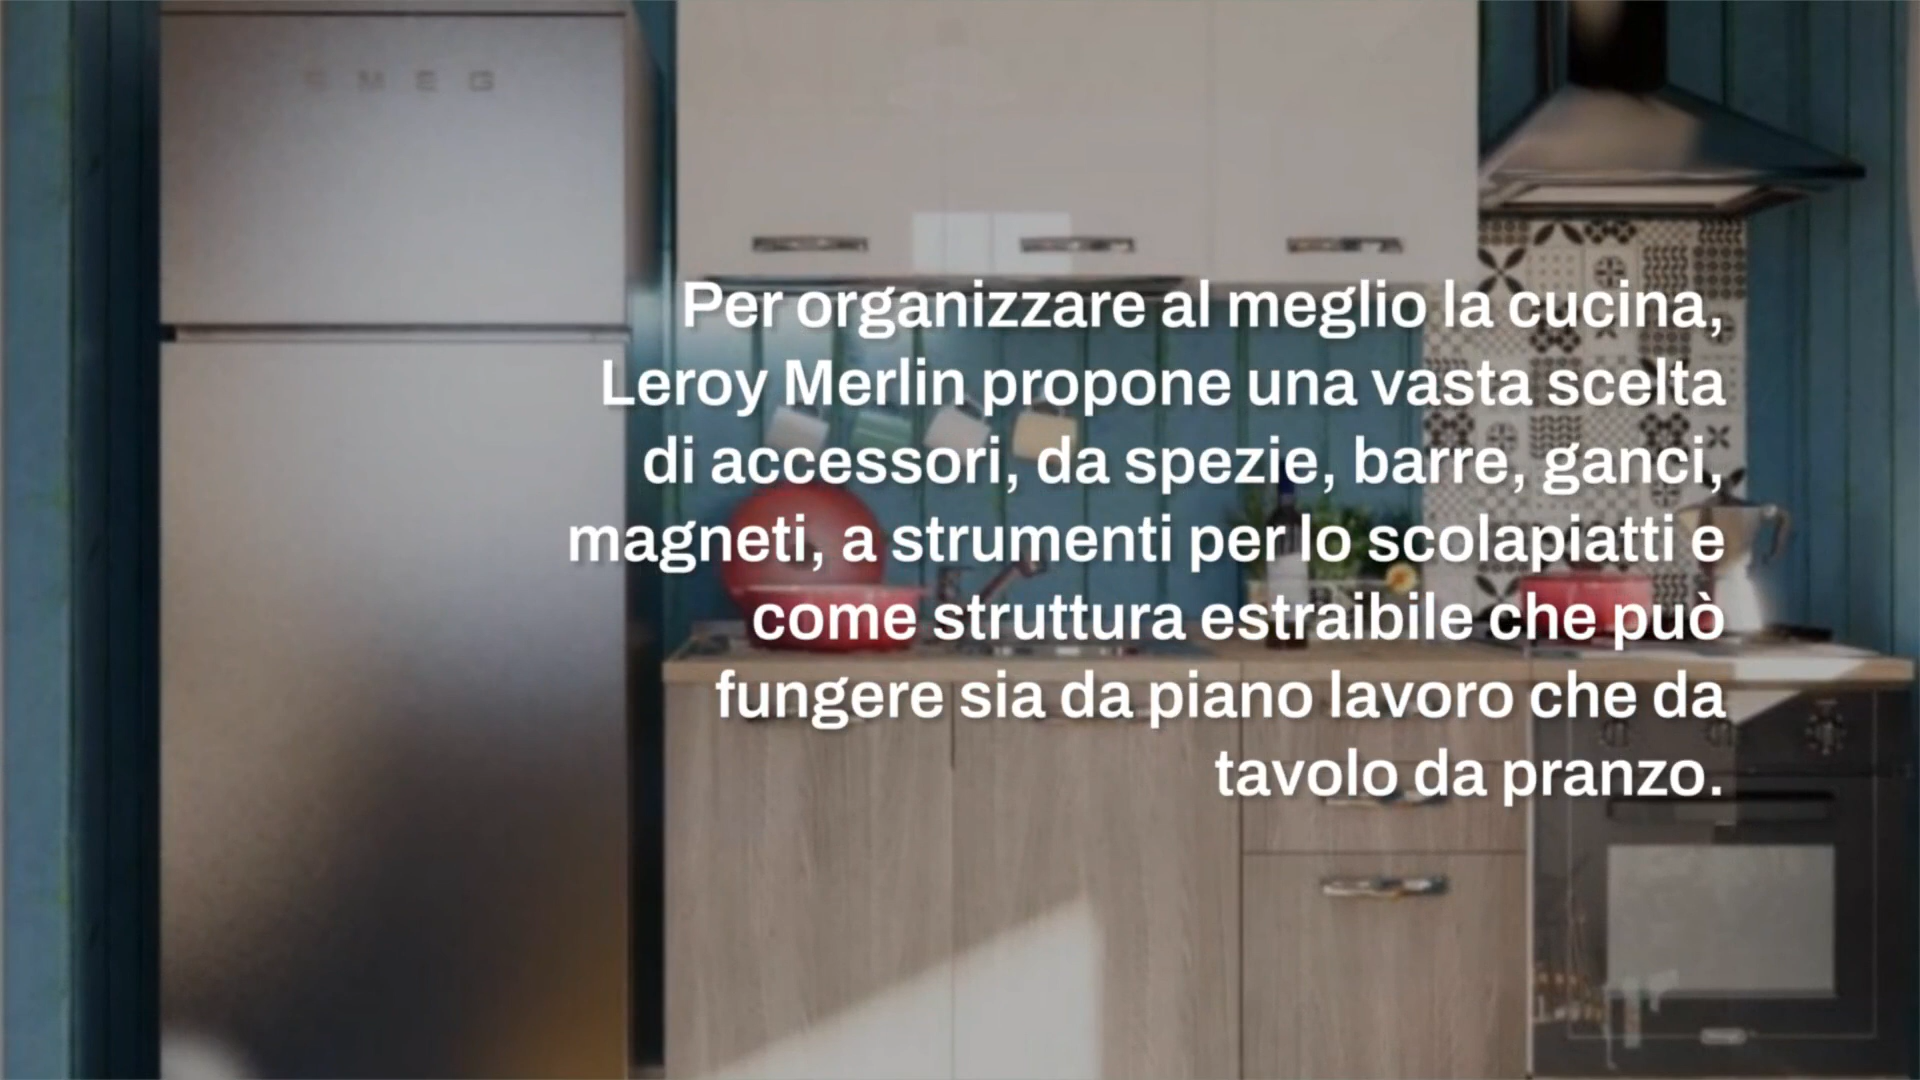 SMEG
Per organizzare al meglio la cucina,
Leroy Merlin propone una vasta scelta
di accessori, da spezie, barre, ganci,
magneti, a strumenti per lo scolapiatti e
come struttura estraibile che può
fungere sia da piano lavoro che da
tavolo da pranzo.